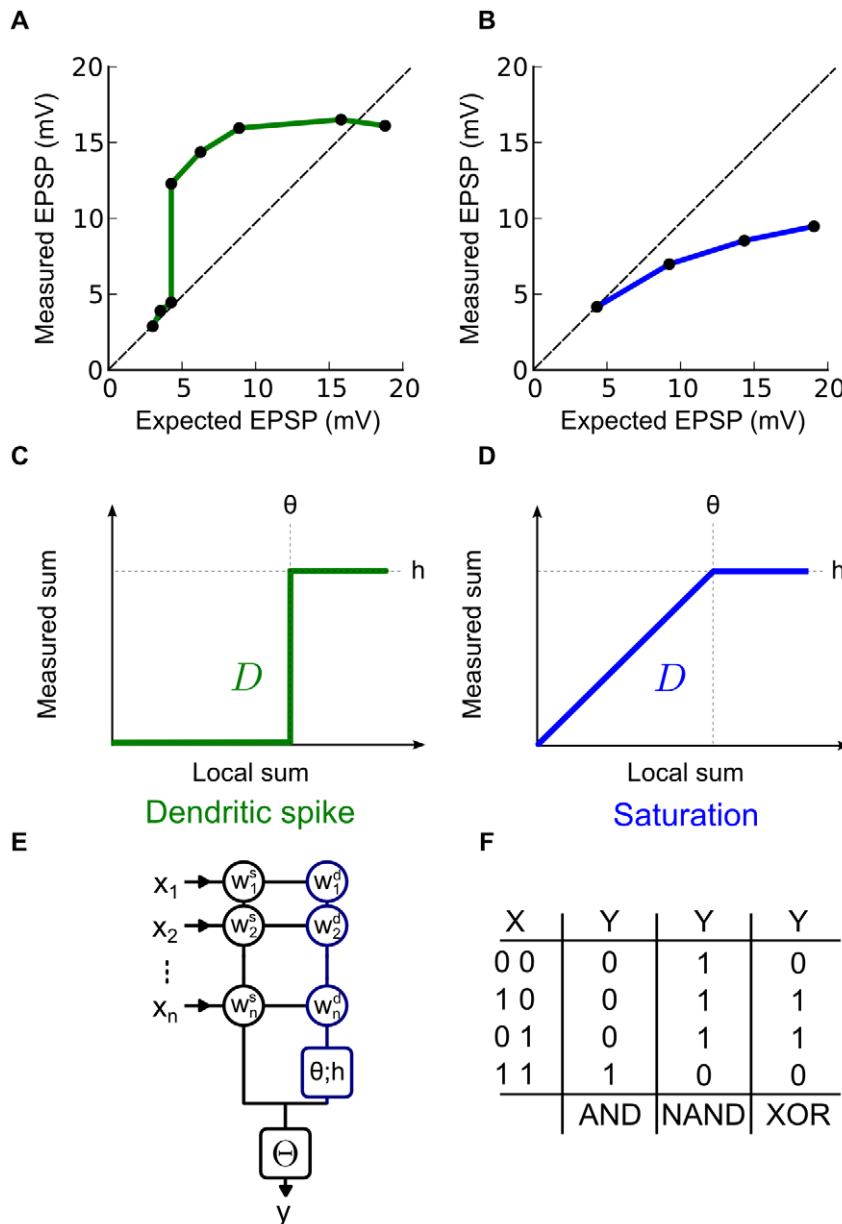 A
20
15
10
5
0
0 5 10 15 20
Measured EPSP (mV)
Expected EPSP (mV)
B
20
15
10
5
0
0 5 10 15 20
Measured EPSP (mV)
Expected EPSP (mV)
C
θ
h
D
Measured sum
Local sum
Dendritic spike
D
θ
h
D
Measured sum
Local sum
Saturation
E
x₁ w₁ˢ w₁ᵈ
x₂ w₂ˢ w₂ᵈ
xₙ wₙˢ wₙᵈ
θ;h
Θ
y
F
X Y Y Y
0 0 0 1 0
1 0 0 1 1
0 1 0 1 1
1 1 1 0 0
AND NAND XOR